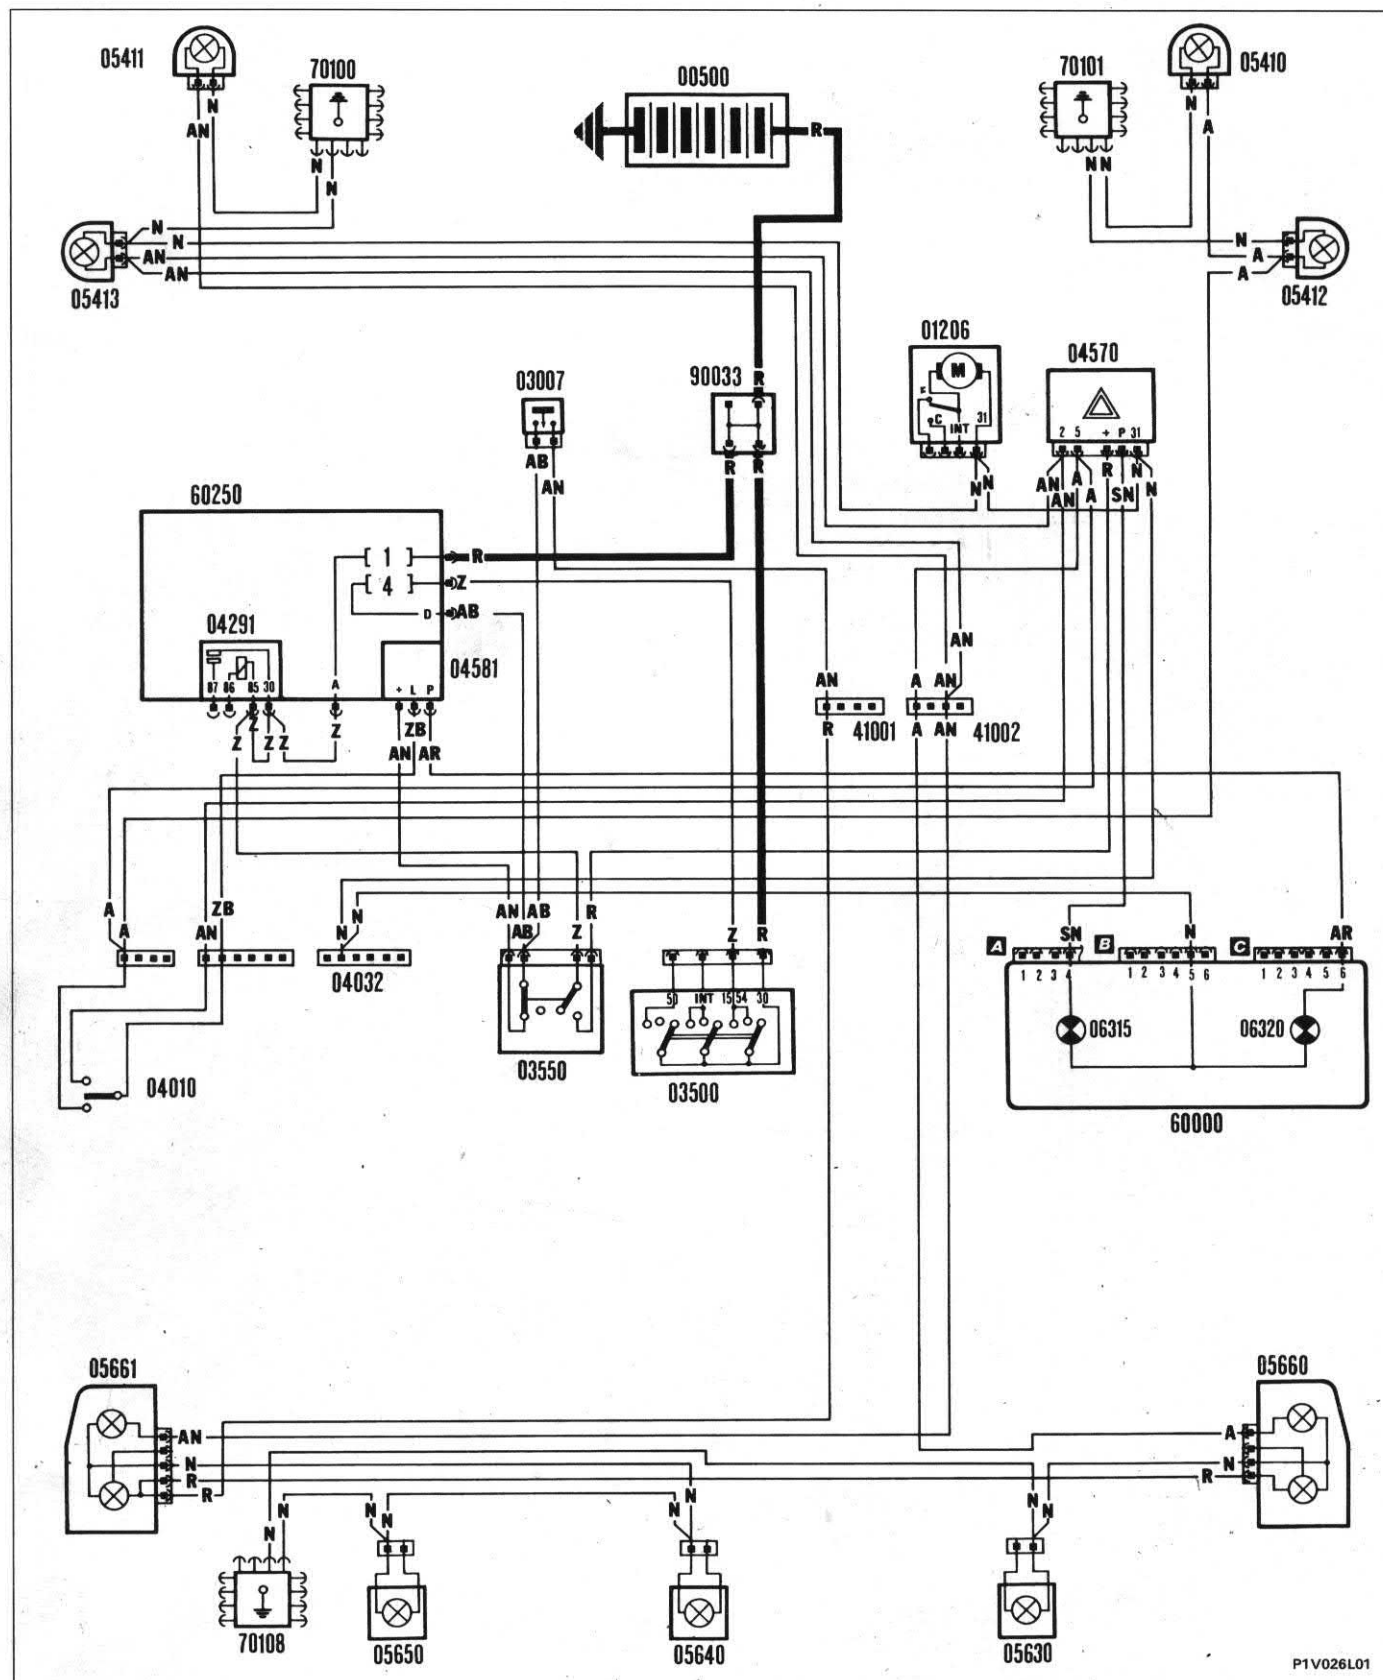 05411
70100
00500
70101
05410
N
AN
R
N
A
N
N
N N
N
N
AN
AN
05413
N
A
A
05412
01206
04570
03007
90033
R
M
C
INT
31
2 5 + P 31
AB
AN
R
R
N
N
AN
AN
A
A
R
SN
N
N
60250
1
R
4
Z
D
AB
04291
87 86 85 30
A
04581
+ L P
AN
AN
A
AN
Z
Z
Z
Z
Z
AN
ZB
AR
R
41001
A
AN
41002
A
A
AN
ZB
N
N
04032
AN
AB
AB
Z
R
Z
R
A
SN
B
N
C
AR
50 INT 15 54 30
1 2 3 4
1 2 3 4 5 6
1 2 3 4 5 6
06315
06320
04010
03550
03500
60000
05661
05660
AN
N
R
R
A
N
R
N
N
N
N
N
N
N
N
70108
05650
05640
05630
P1V026L01